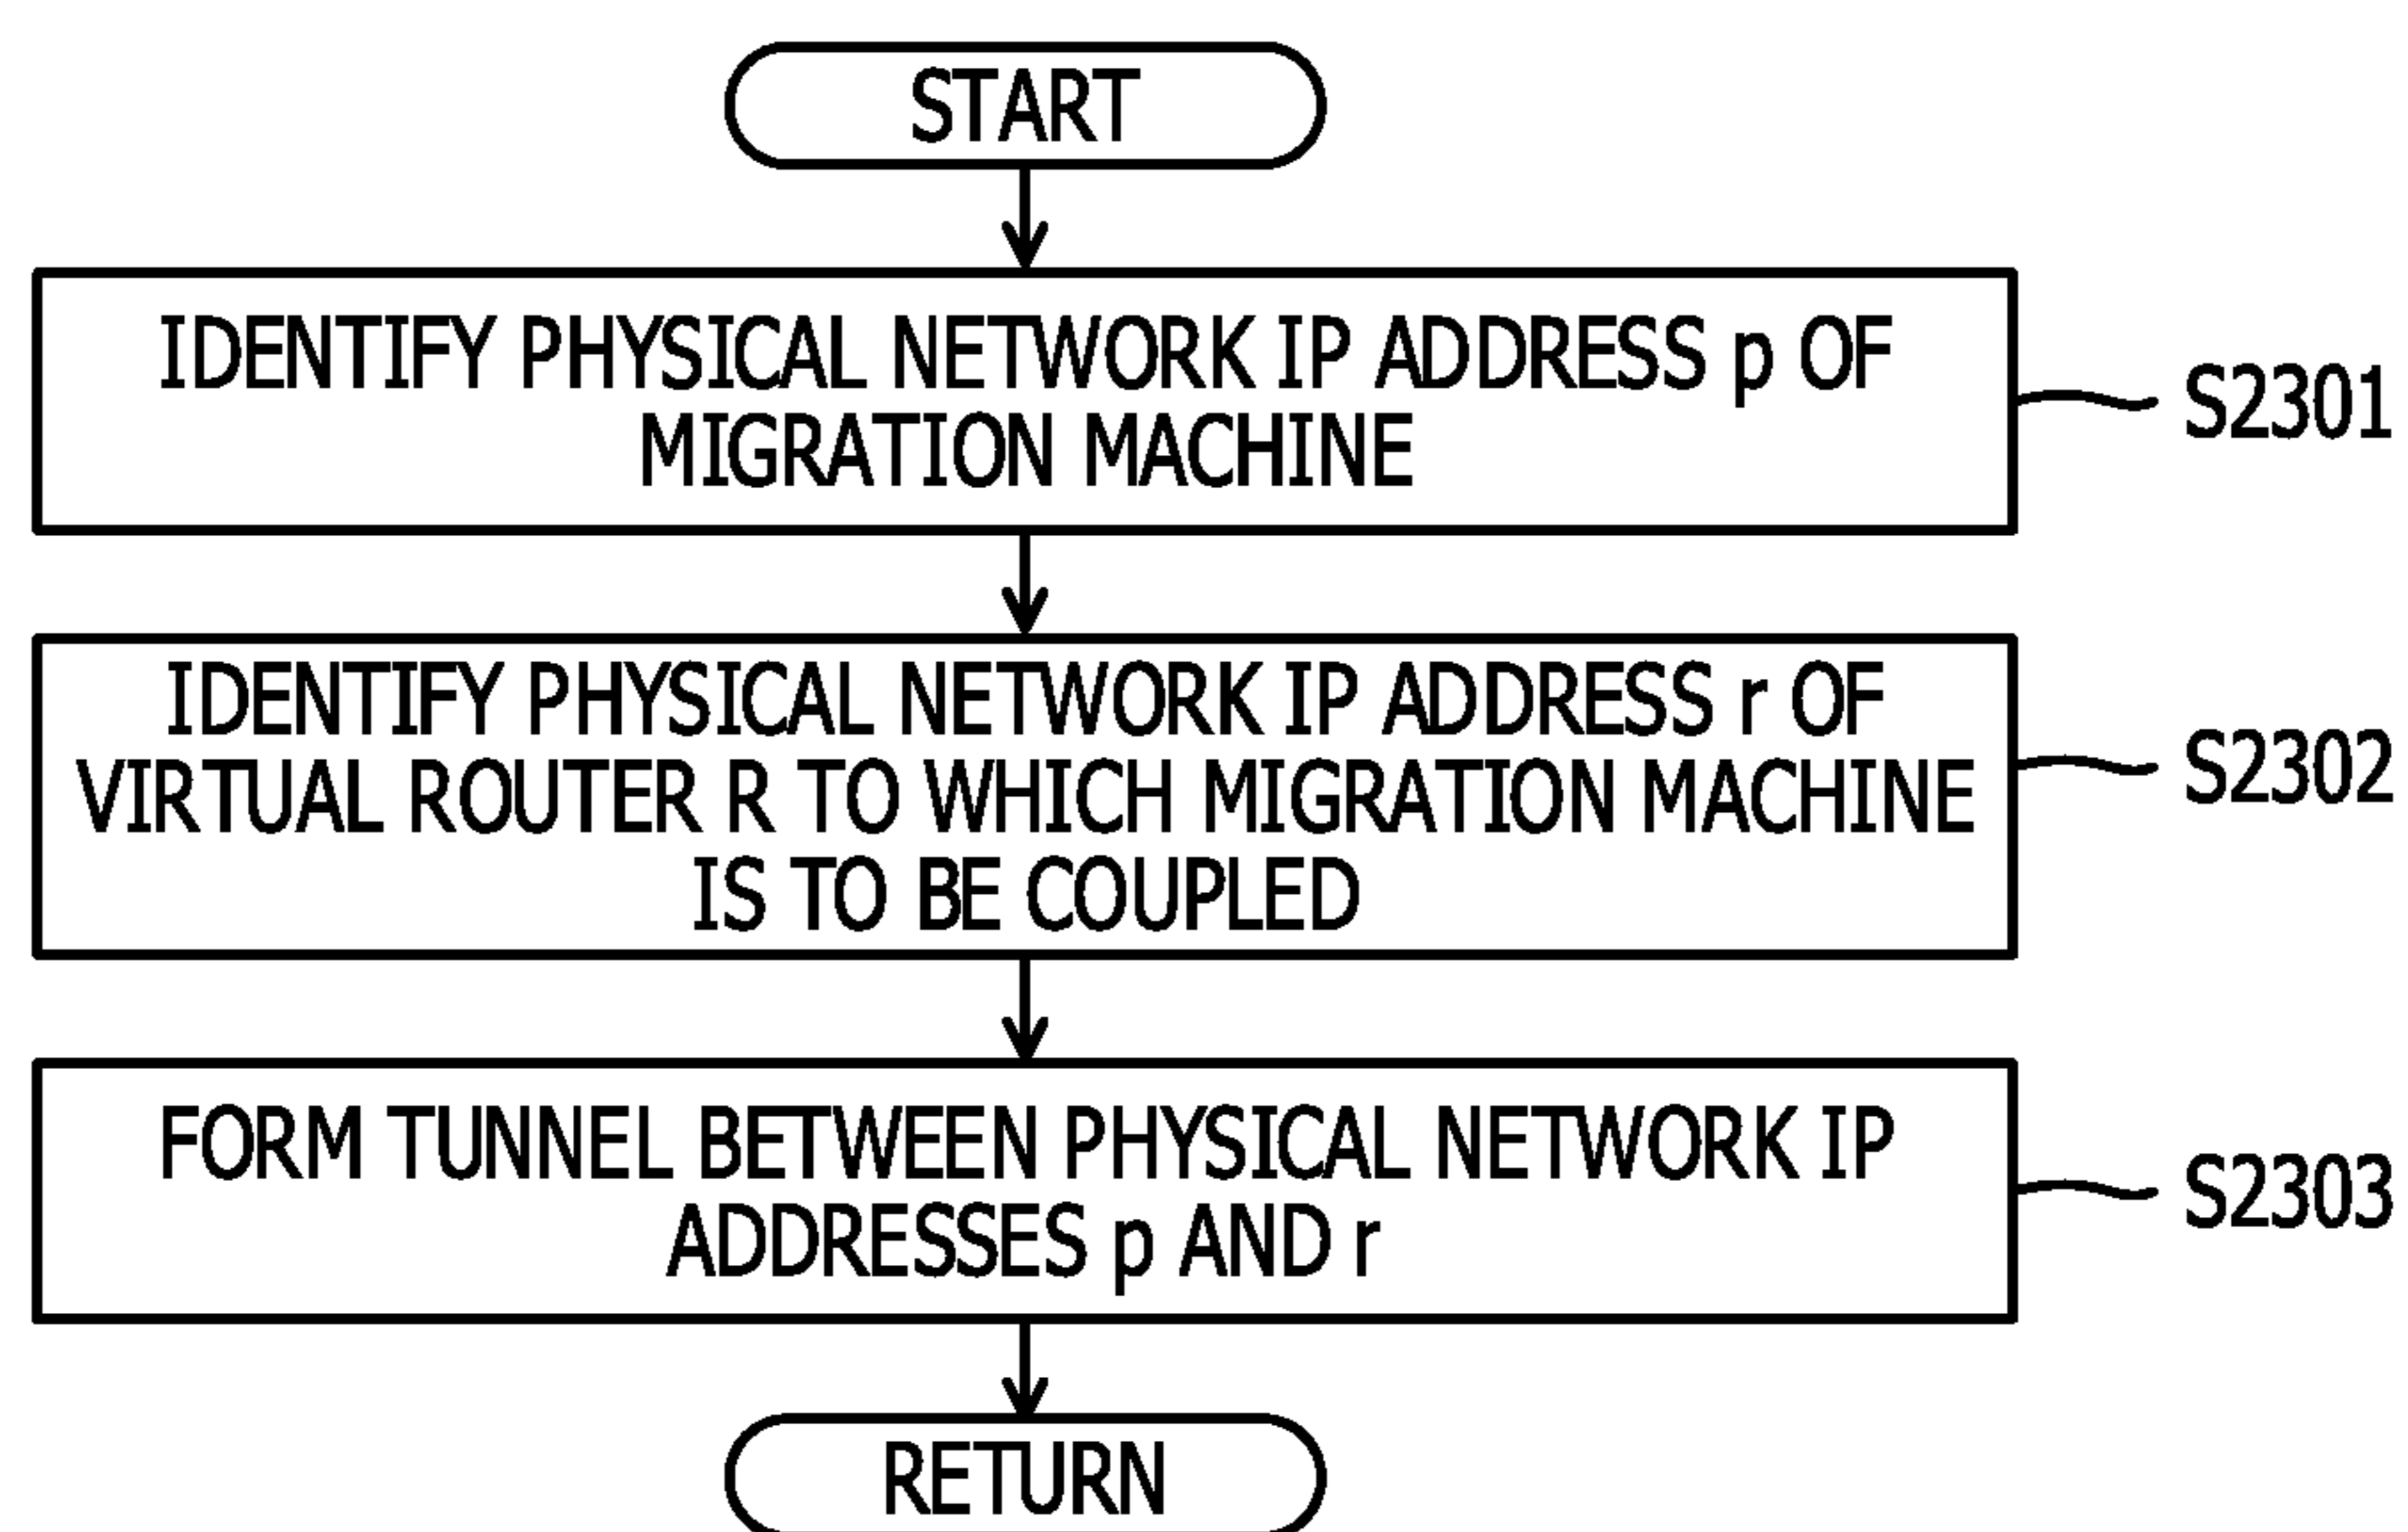 START
IDENTIFY PHYSICAL NETWORK IP ADDRESS p OF
MIGRATION MACHINE
S2301
IDENTIFY PHYSICAL NETWORK IP ADDRESS r OF
VIRTUAL ROUTER R TO WHICH MIGRATION MACHINE
IS TO BE COUPLED
S2302
FORM TUNNEL BETWEEN PHYSICAL NETWORK IP
ADDRESSES p AND r
S2303
RETURN